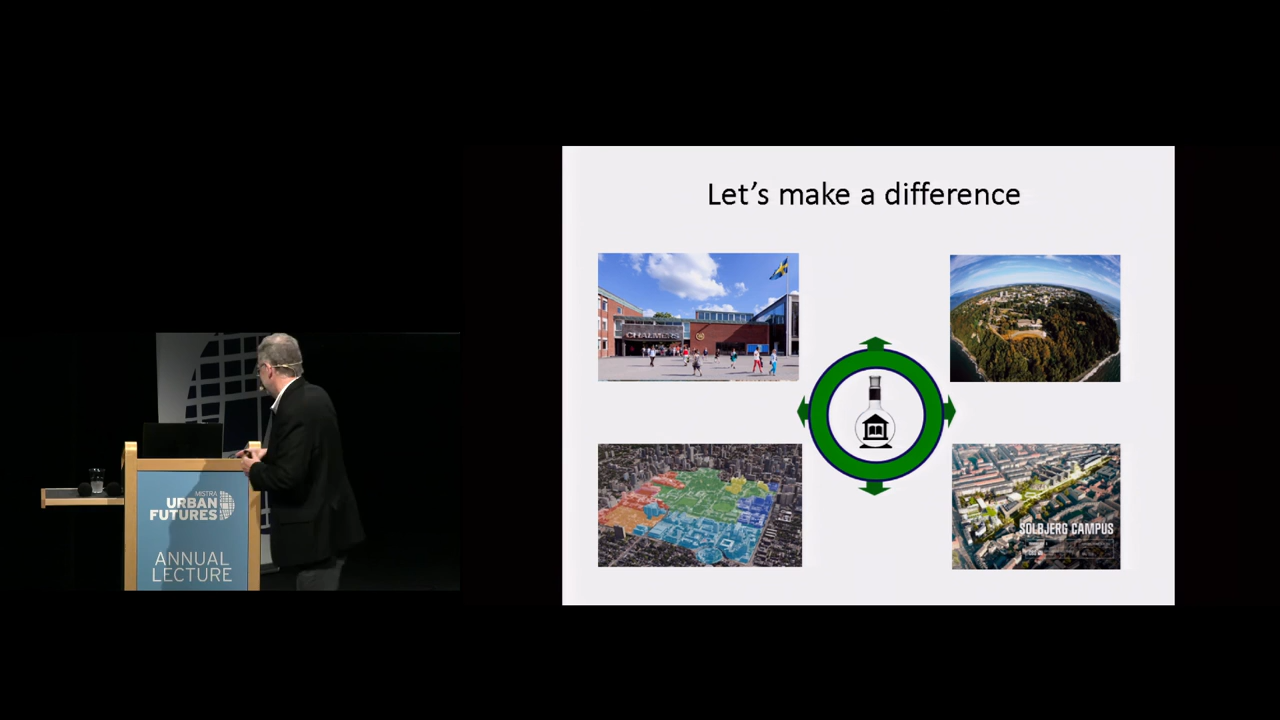 Let's make a difference
CHALMERS
SOLBJERG CAMPUS
MISTRA
URBAN
FUTURES
ANNUAL
LECTURE